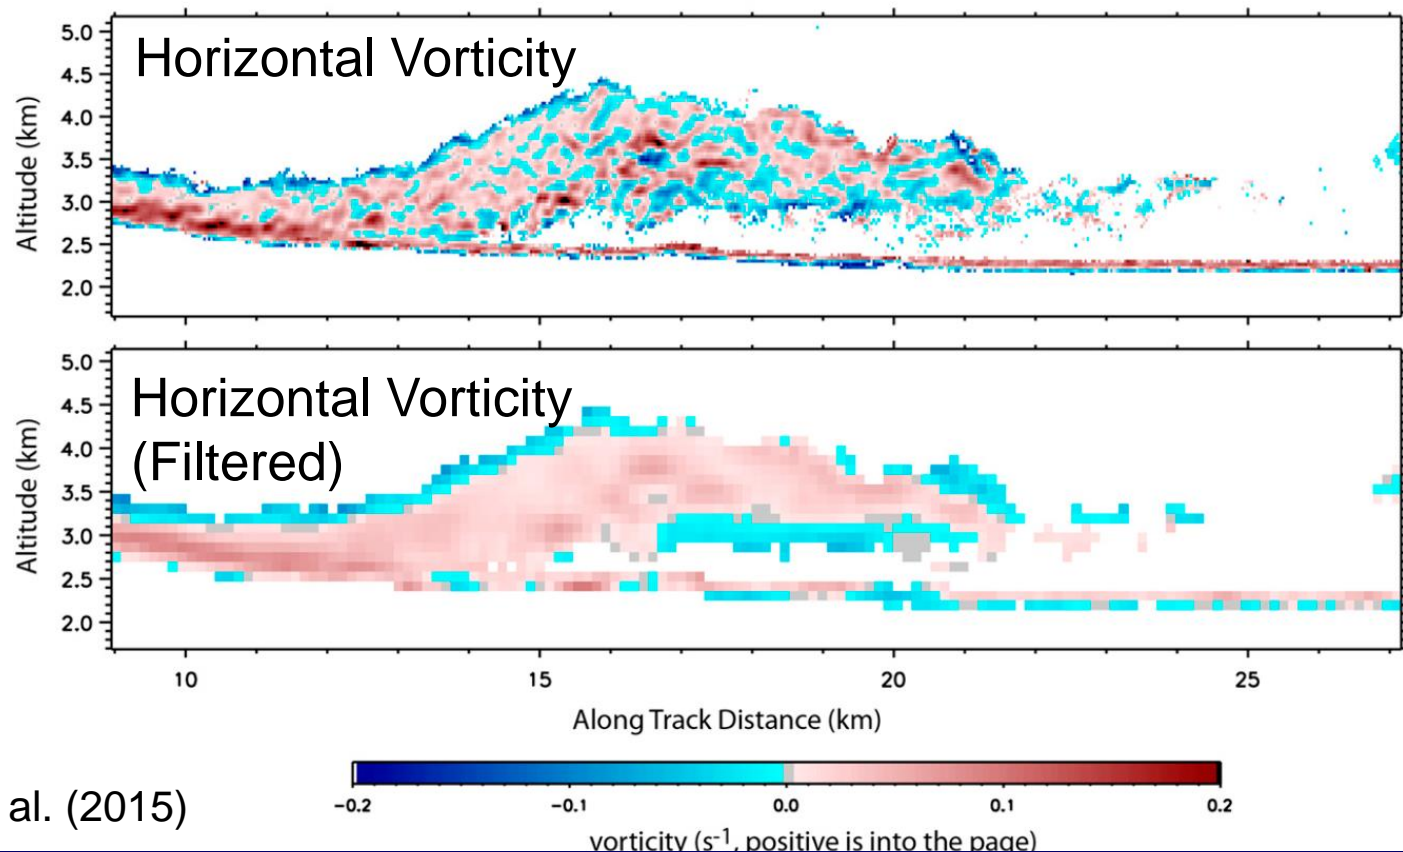 5.0
Horizontal Vorticity
4.5
4.0
3.5
3.0
2.5
2.0
Altitude (km)
5.0
Horizontal Vorticity
4.5
(Filtered)
4.0
3.5
3.0
2.5
2.0
Altitude (km)
10 15 20 25
Along Track Distance (km)
al. (2015)
−0.2 −0.1 0.0 0.1 0.2
vorticity (s-1, positive is into the page)